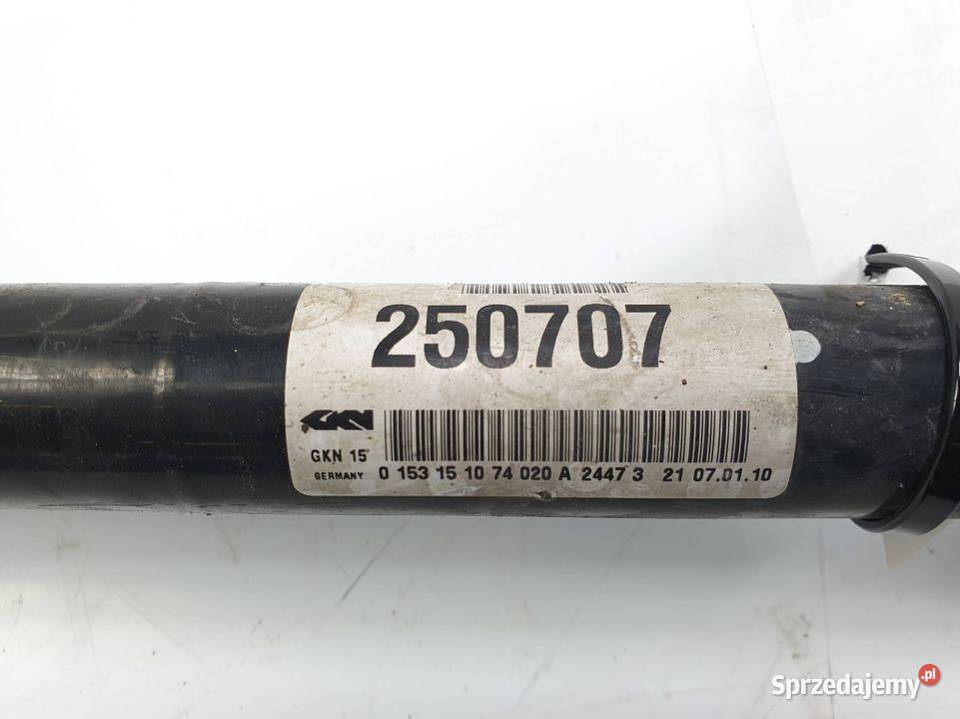 250707
GKN
GKN 15
GERMANY 0 153 15 10 74 020 A 2447 3 21 07.01.10
Sprzedajemy.pl